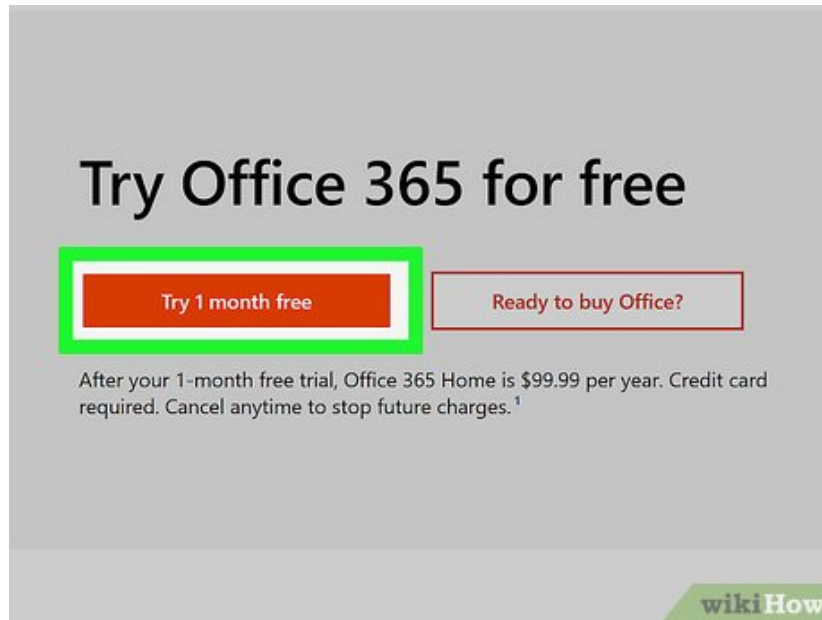 Try Office 365 for free
Try 1 month free
Ready to buy Office?
After your 1-month free trial, Office 365 Home is $99.99 per year. Credit card
required. Cancel anytime to stop future charges.¹
wikiHow